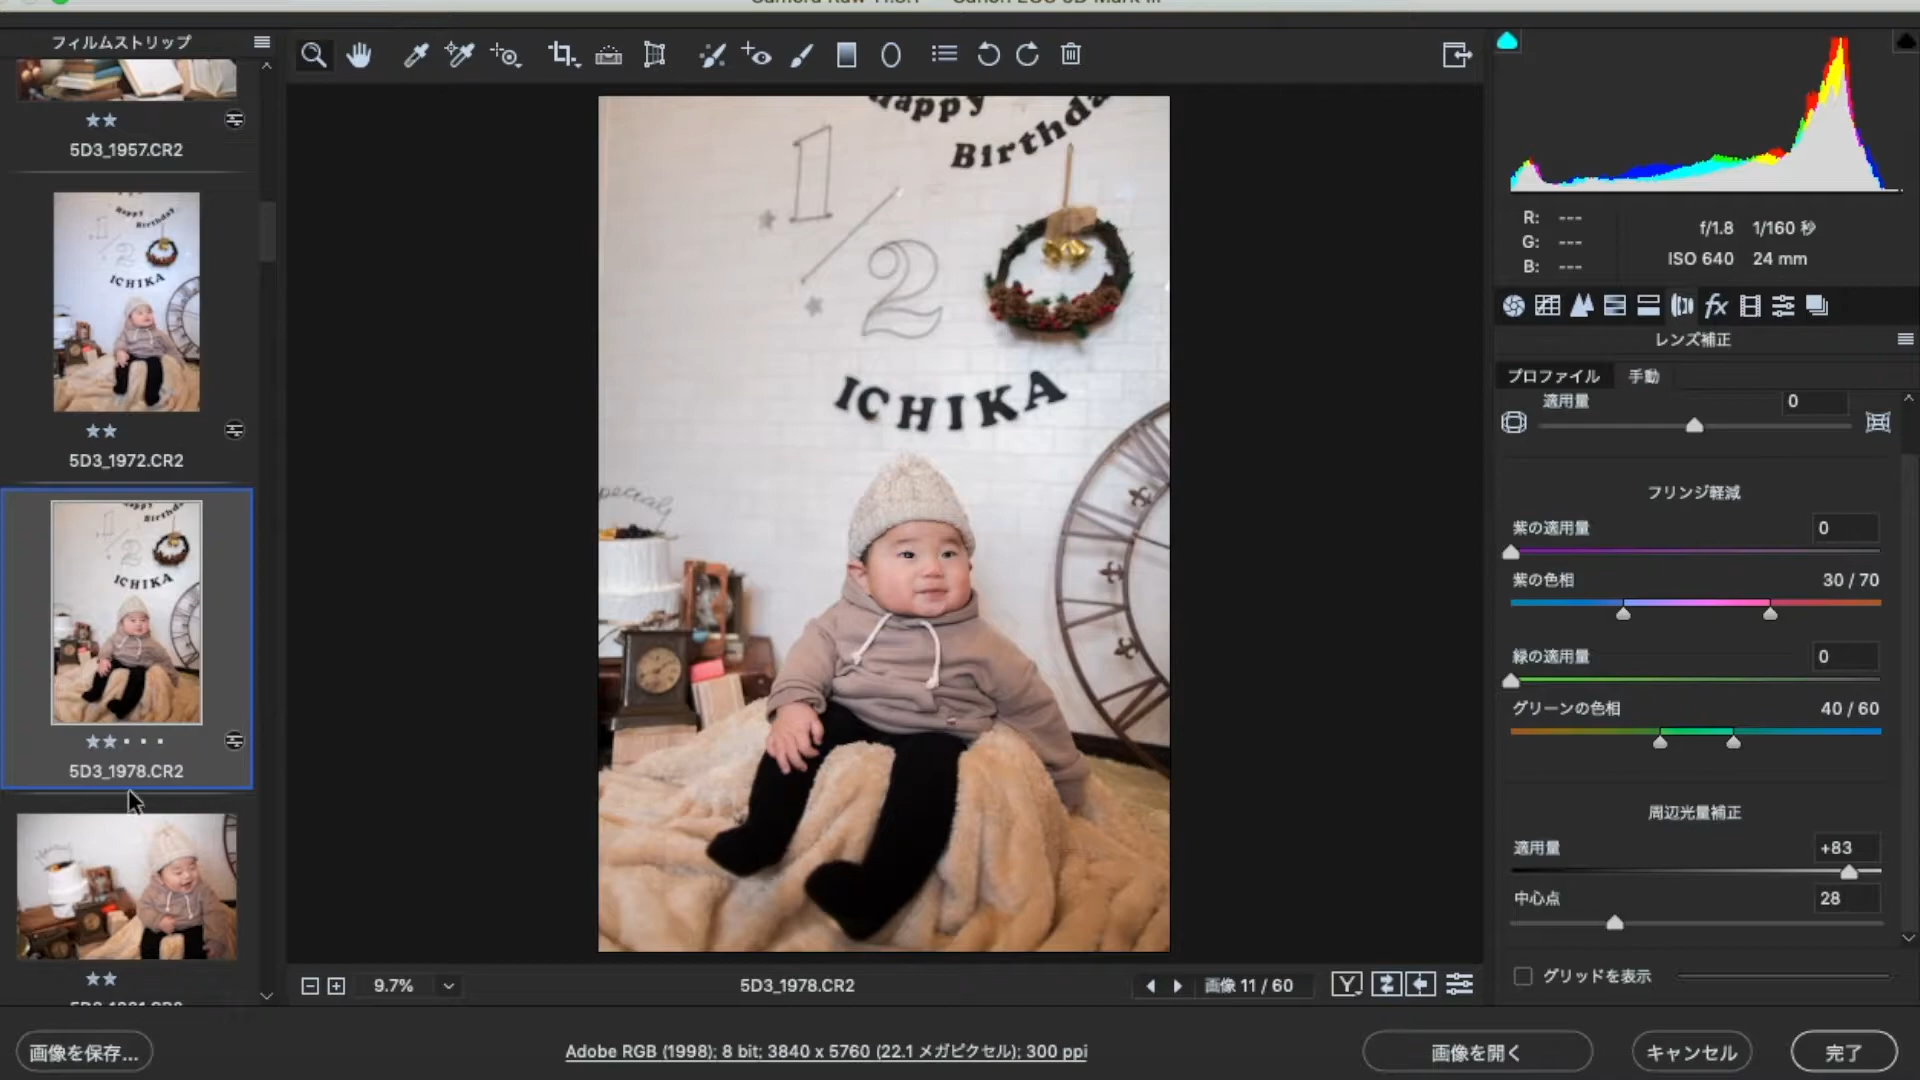 フィルムストリップ
5D3_1957.CR2
5D3_1972.CR2
5D3_1978.CR2
Happy
Birthd
1/2
ICHIKA
R: ---
G: ---
B: ---
f/1.8 1/160 秒
ISO 640 24 mm
レンズ補正
プロファイル 手動
適用量 0
フリンジ軽減
紫の適用量 0
紫の色相 30 / 70
緑の適用量 0
グリーンの色相 40 / 60
周辺光量補正
適用量 +83
中心点 28
グリッドを表示
9.7%
5D3_1978.CR2
画像 11 / 60
画像を保存...
Adobe RGB (1998); 8 bit; 3840 x 5760 (22.1 メガピクセル); 300 ppi
画像を開く
キャンセル
完了